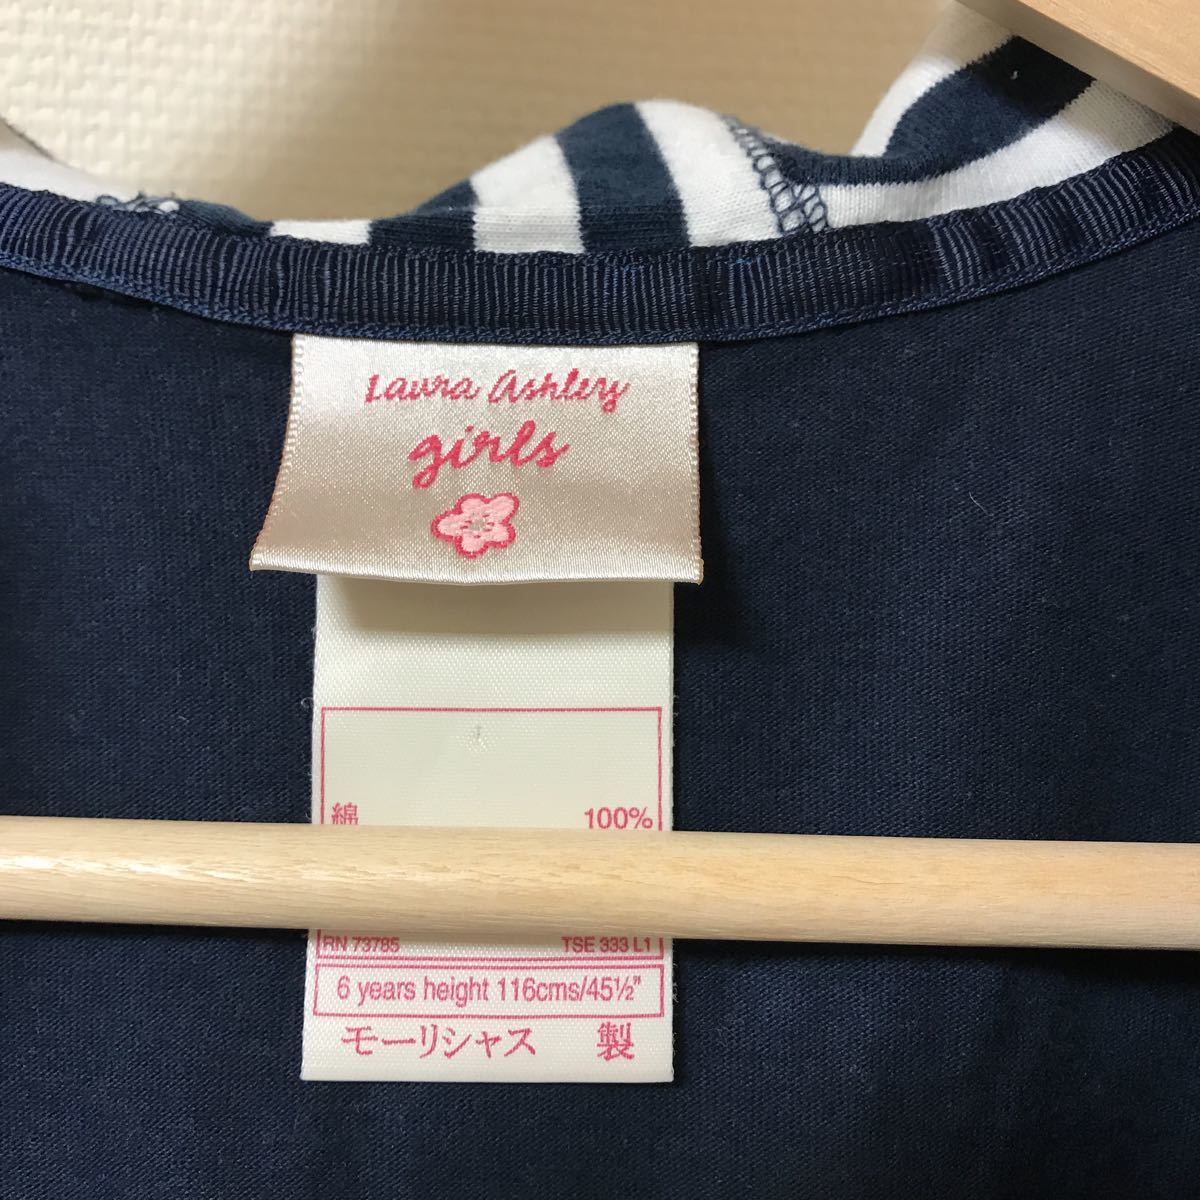 Laura Ashley
girls
綿 100%
RN 73785 TSE 333 L1
6 years height 116cms/45½"
モーリシャス 製